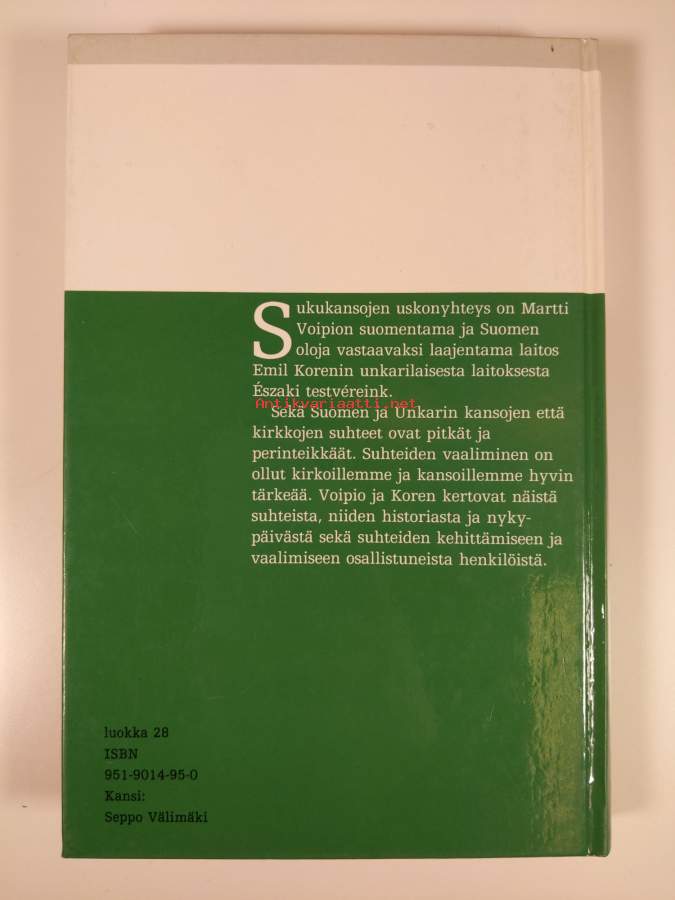 Sukukansojen uskonyhteys on Martti
Voipion suomentama ja Suomen
oloja vastaavaksi laajentama laitos
Emil Korenin unkarilaisesta laitoksesta
Északi testvéreink.
Antikvariaatti.net
Sekä Suomen ja Unkarin kansojen että
kirkkojen suhteet ovat pitkät ja
perinteikkäät. Suhteiden vaaliminen on
ollut kirkoillemme ja kansoillemme hyvin
tärkeää. Voipio ja Koren kertovat näistä
suhteista, niiden historiasta ja nyky-
päivästä sekä suhteiden kehittämiseen ja
vaalimiseen osallistuneista henkilöistä.
luokka 28
ISBN
951-9014-95-0
Kansi:
Seppo Välimäki